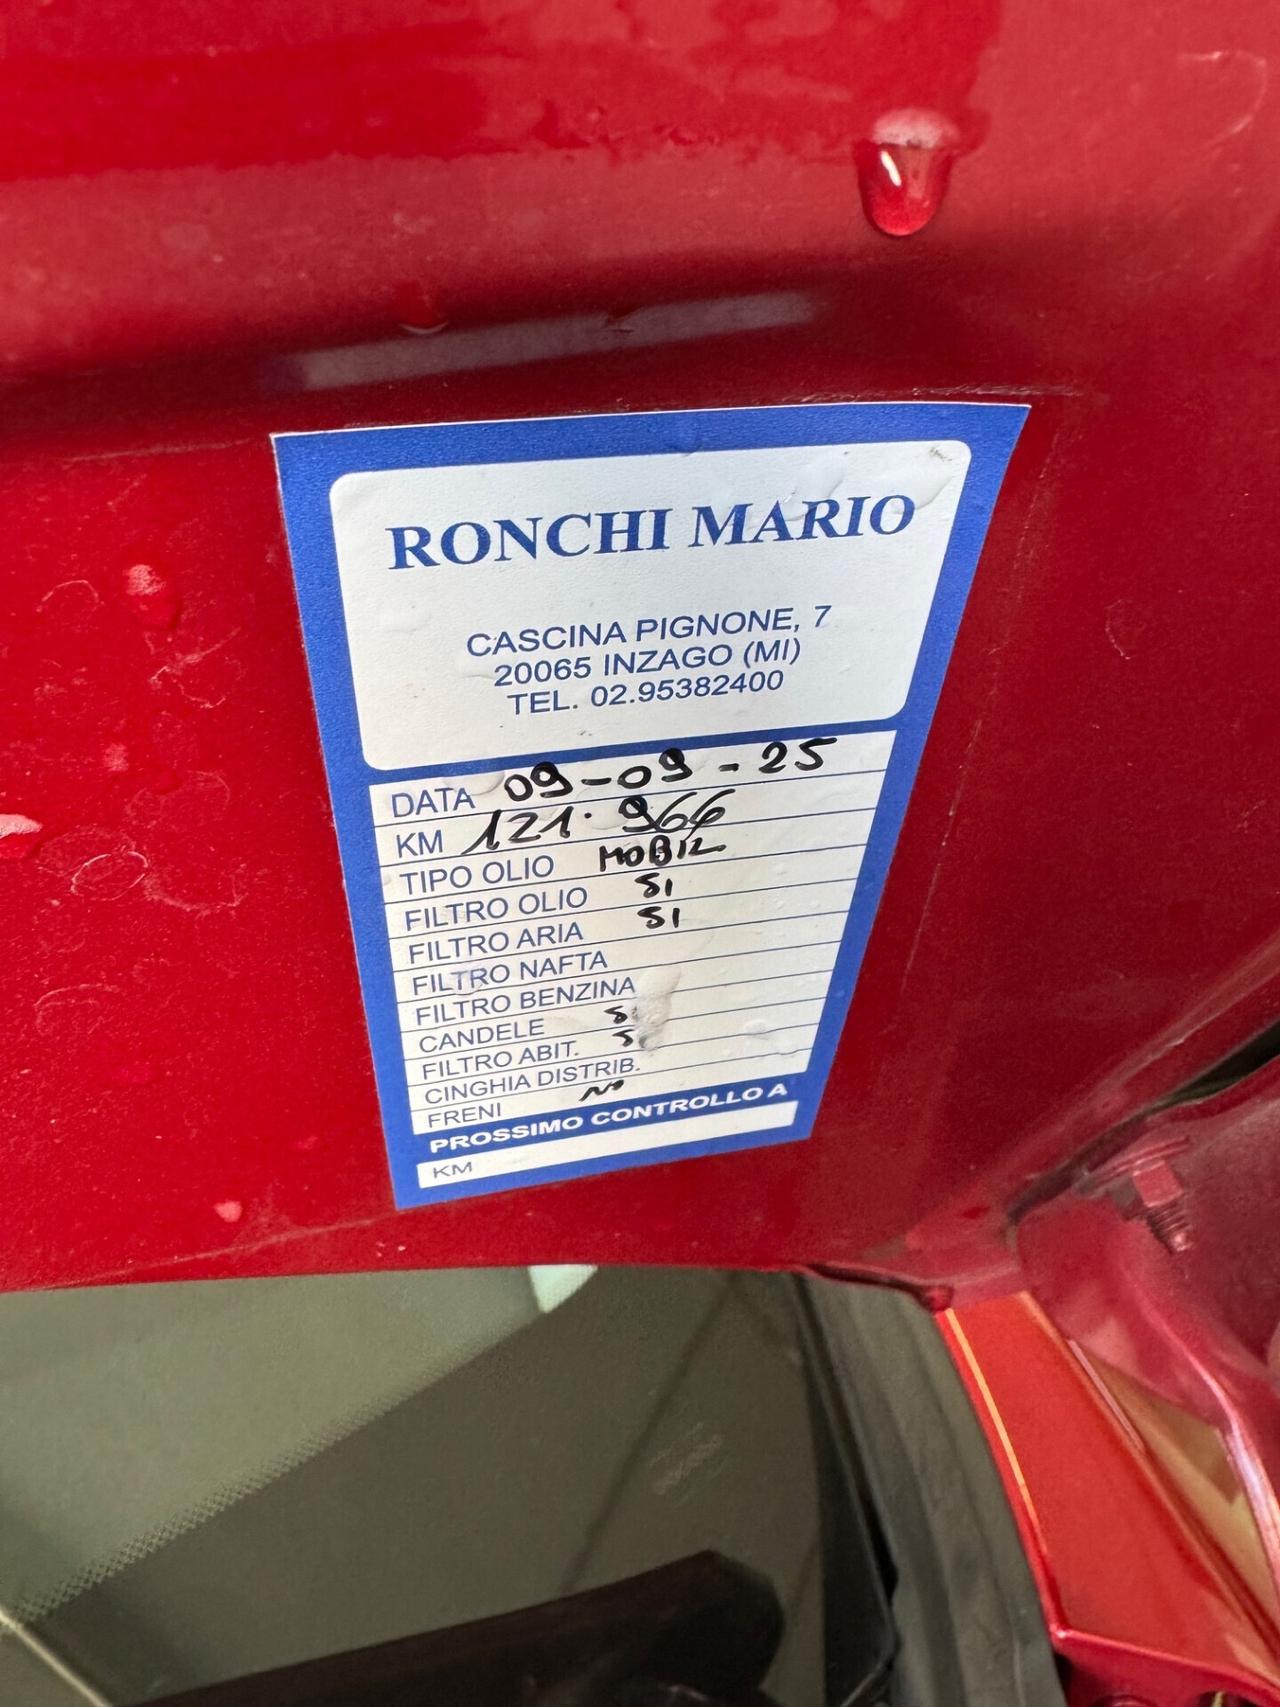 RONCHI MARIO
CASCINA PIGNONE, 7
20065 INZAGO (MI)
TEL. 02.95382400
DATA 09-09-25
KM 121.966
TIPO OLIO MOBIL
FILTRO OLIO SI
FILTRO ARIA SI
FILTRO NAFTA
FILTRO BENZINA
CANDELE SI
FILTRO ABIT.
CINGHIA DISTRIB.
FRENI NO
PROSSIMO CONTROLLO A
KM